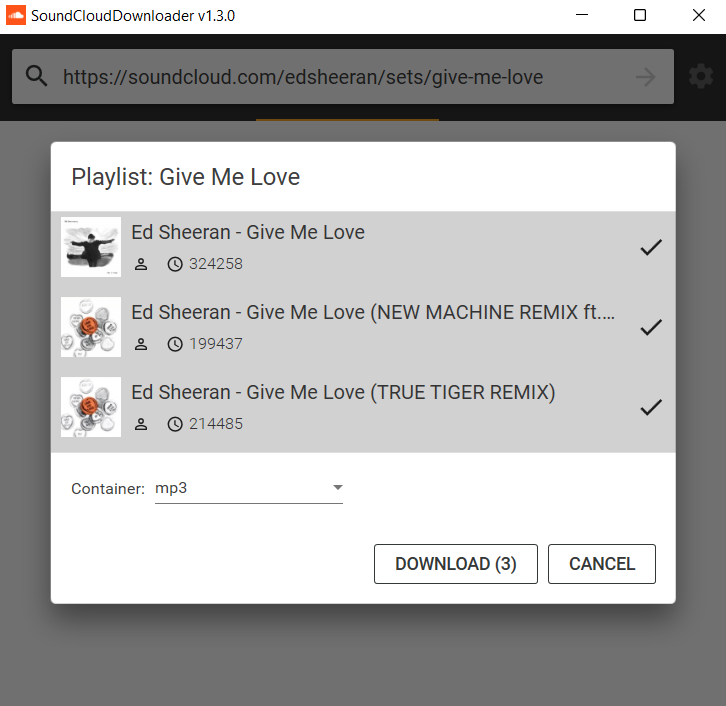 SoundCloudDownloader v1.3.0
https://soundcloud.com/edsheeran/sets/give-me-love
Playlist: Give Me Love
Ed Sheeran - Give Me Love
324258
Ed Sheeran - Give Me Love (NEW MACHINE REMIX ft....
199437
Ed Sheeran - Give Me Love (TRUE TIGER REMIX)
214485
Container: mp3
DOWNLOAD (3) CANCEL